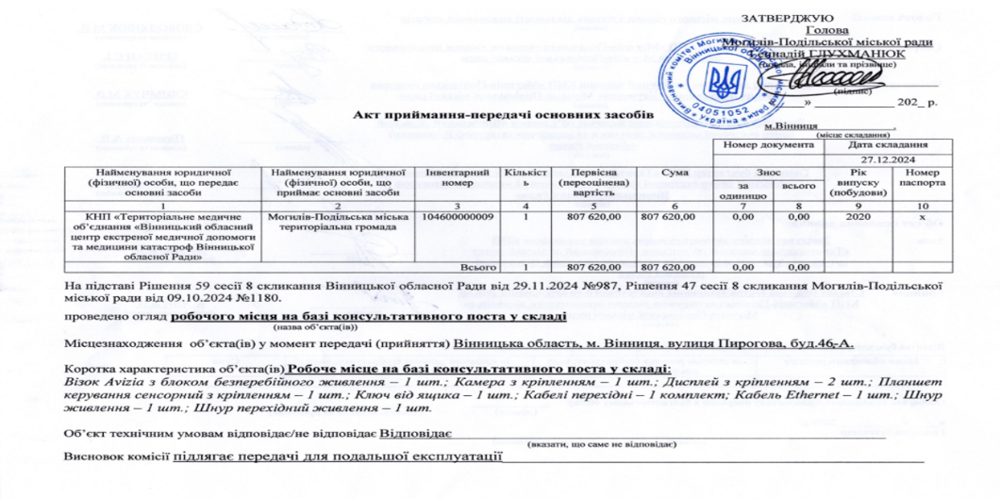 ЗАТВЕРДЖУЮ
Голова
Могилів-Подільської міської ради
Геннадій ГЛУХМАНЮК
(посада, ініціали та прізвище)
(підпис)
» 202_ р.
Виконавчий комітет Могилів-Подільської міської ради Вінницької області Україна 04051052
Акт приймання-передачі основних засобів
м.Вінниця
(місце складання)
Номер документа Дата складання
27.12.2024
Найменування юридичної (фізичної) особи, що передає основні засоби
Найменування юридичної (фізичної) особи, що приймає основні засоби
Інвентарний номер
Кількість
Первісна (переоцінена) вартість
Сума
Знос
за одиницю
всього
Рік випуску (побудови)
Номер паспорта
1 2 3 4 5 6 7 8 9 10
КНП «Територіальне медичне об’єднання «Вінницький обласний центр екстреної медичної допомоги та медицини катастроф Вінницької обласної Ради»
Могилів-Подільська міська територіальна громада
104600000009 1 807 620,00 807 620,00 0,00 0,00 2020 х
Всього 1 807 620,00 807 620,00 0,00 0,00
На підставі Рішення 59 сесії 8 скликання Вінницької обласної Ради від 29.11.2024 №987, Рішення 47 сесії 8 скликання Могилів-Подільської
міської ради від 09.10.2024 №1180.
проведено огляд робочого місця на базі консультативного поста у складі
(назва об’єкта(ів))
Місцезнаходження об’єкта(ів) у момент передачі (прийняття) Вінницька область, м. Вінниця, вулиця Пирогова, буд.46-А.
Коротка характеристика об’єкта(ів) Робоче місце на базі консультативного поста у складі:
Візок Avizia з блоком безперебійного живлення – 1 шт.; Камера з кріпленням – 1 шт.; Дисплей з кріпленням – 2 шт.; Планшет
керування сенсорний з кріпленням – 1 шт.; Ключ від ящика – 1 шт.; Кабелі перехідні – 1 комплект; Кабель Ethernet – 1 шт.; Шнур
живлення – 1 шт.; Шнур перехідний живлення – 1 шт.
Об’єкт технічним умовам відповідає/не відповідає Відповідає
(вказати, що саме не відповідає)
Висновок комісії підлягає передачі для подальшої експлуатації